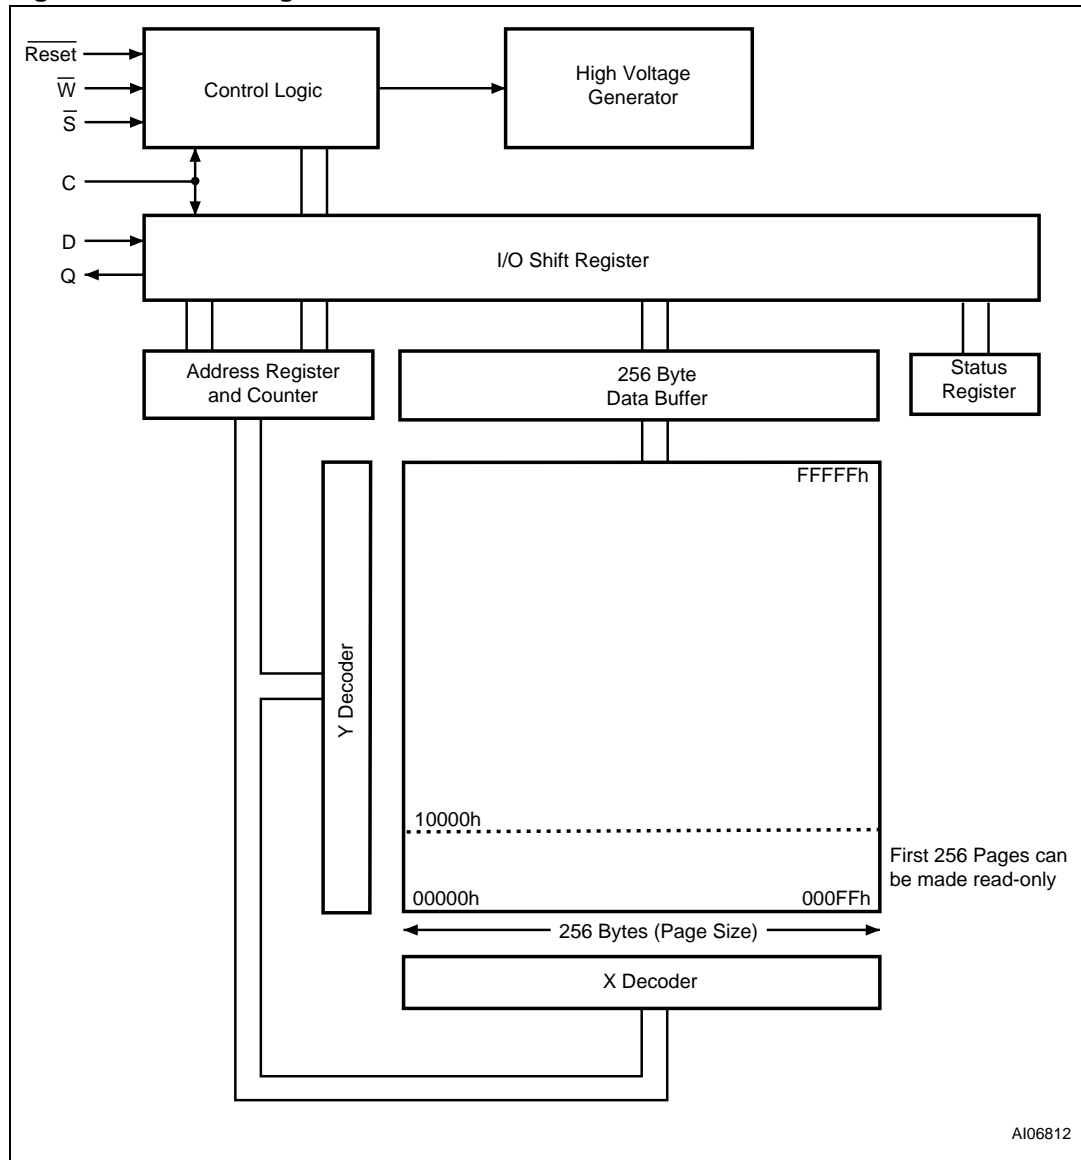 Reset
W
S
C
D
Q
Control Logic
High Voltage
Generator
I/O Shift Register
Address Register
and Counter
256 Byte
Data Buffer
Status
Register
FFFFFh
Y Decoder
10000h
First 256 Pages can
be made read-only
00000h
000FFh
256 Bytes (Page Size)
X Decoder
AI06812